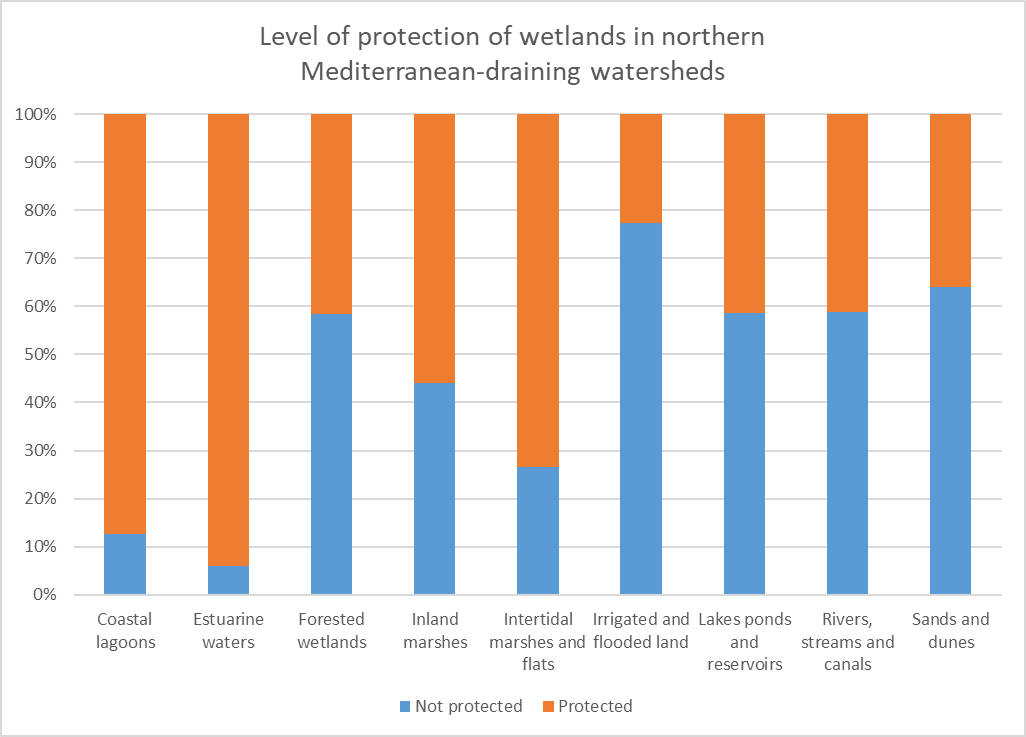 Level of protection of wetlands in northern
Mediterranean-draining watersheds
100%
90%
80%
70%
60%
50%
40%
30%
20%
10%
0%
Coastal
lagoons
Estuarine
waters
Forested
wetlands
Inland
marshes
Intertidal
marshes and
flats
Irrigated and
flooded land
Lakes ponds
and
reservoirs
Rivers,
streams and
canals
Sands and
dunes
Not protected
Protected